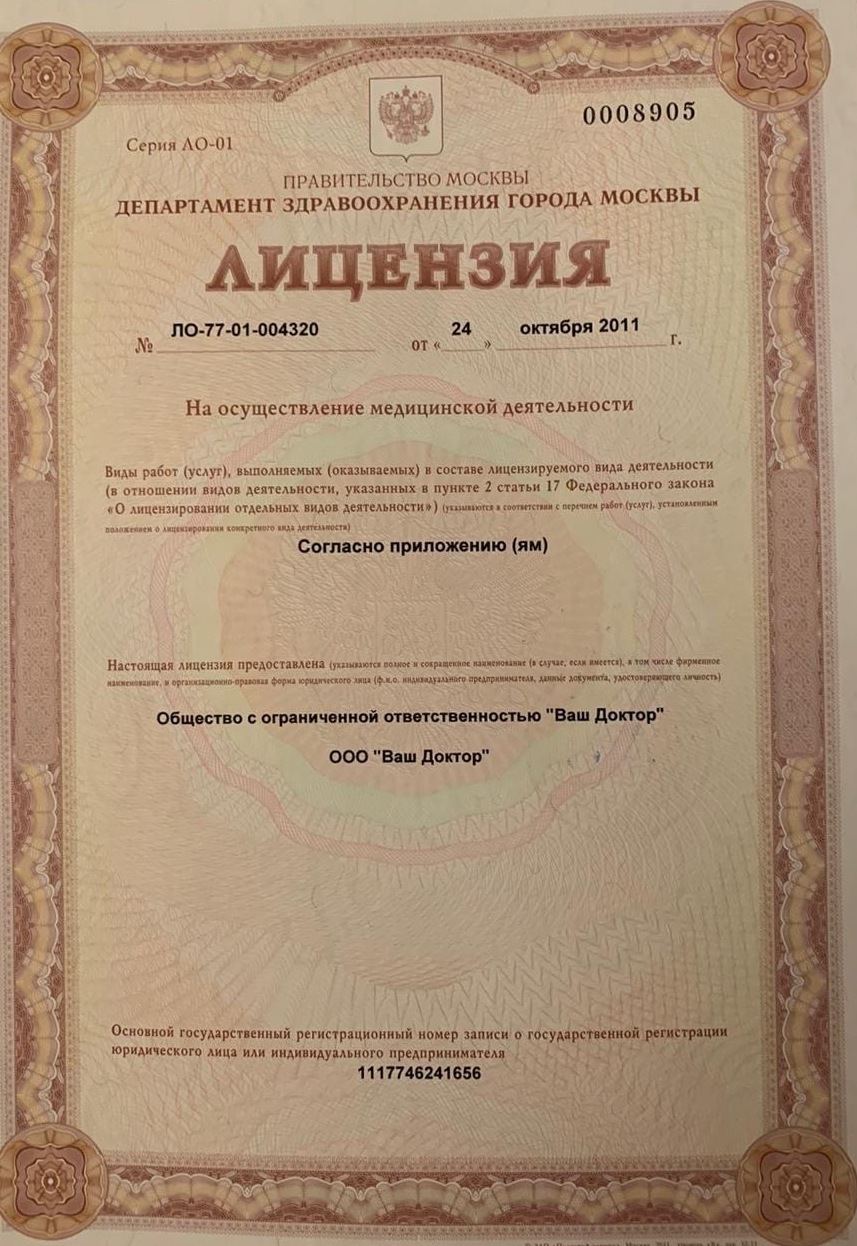 0008905
Серия ЛО-01
ПРАВИТЕЛЬСТВО МОСКВЫ
ДЕПАРТАМЕНТ ЗДРАВООХРАНЕНИЯ ГОРОДА МОСКВЫ
ЛИЦЕНЗИЯ
№ ЛО-77-01-004320 от « 24 » октября 2011 г.
На осуществление медицинской деятельности
Виды работ (услуг), выполняемых (оказываемых) в составе лицензируемого вида деятельности
(в отношении видов деятельности, указанных в пункте 2 статьи 17 Федерального закона
«О лицензировании отдельных видов деятельности») (указываются в соответствии с перечнем работ (услуг), установленным
положением о лицензировании конкретного вида деятельности)
Согласно приложению (ям)
Настоящая лицензия предоставлена (указываются полное и сокращенное наименование (в случае, если имеется), в том числе фирменное
наименование, и организационно-правовая форма юридического лица (ф.и.о. индивидуального предпринимателя, данные документа, удостоверяющего личность)
Общество с ограниченной ответственностью "Ваш Доктор"
ООО "Ваш Доктор"
Основной государственный регистрационный номер записи о государственной регистрации
юридического лица или индивидуального предпринимателя
1117746241656